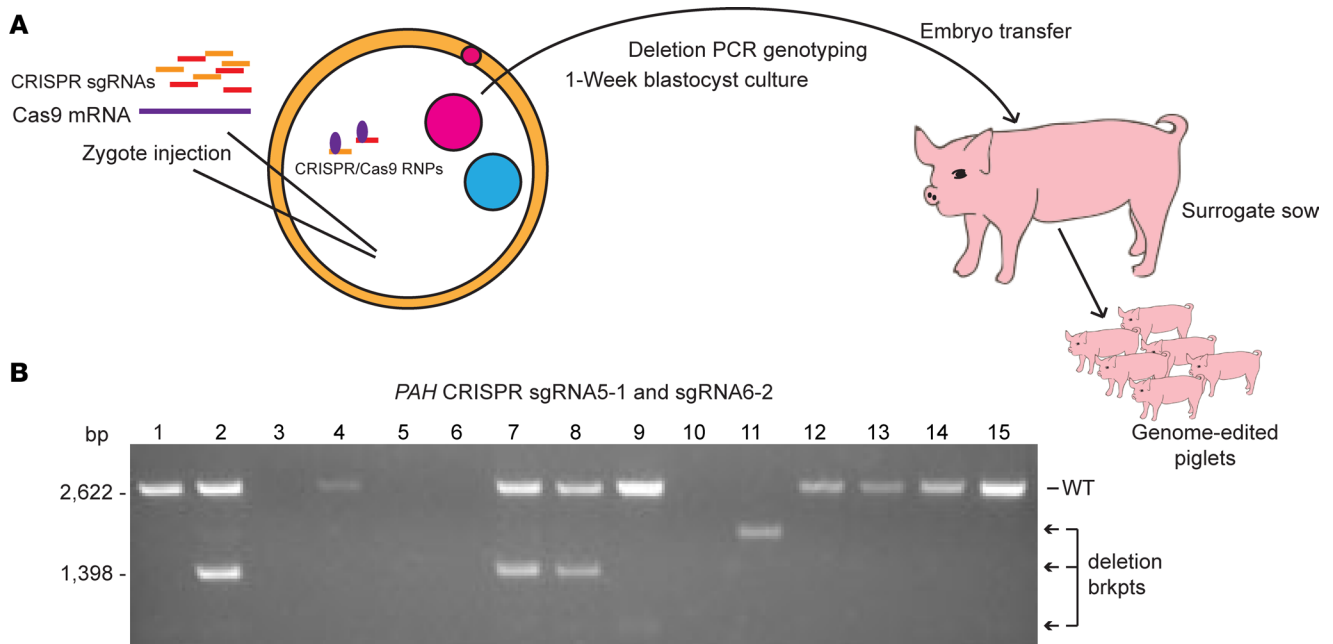 A
CRISPR sgRNAs
Cas9 mRNA
Zygote injection
CRISPR/Cas9 RNPs
Deletion PCR genotyping
1-Week blastocyst culture
Embryo transfer
Surrogate sow
Genome-edited
piglets
B
PAH CRISPR sgRNA5-1 and sgRNA6-2
bp 1 2 3 4 5 6 7 8 9 10 11 12 13 14 15
2,622 -
– WT
1,398 -
deletion
brkpts